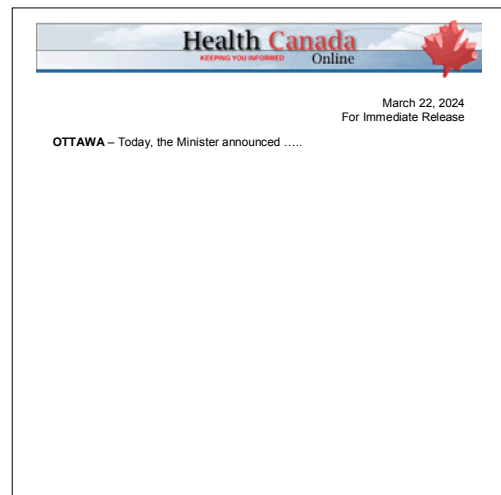 Health Canada
KEEPING YOU INFORMED Online
March 22, 2024
For Immediate Release
OTTAWA – Today, the Minister announced …..